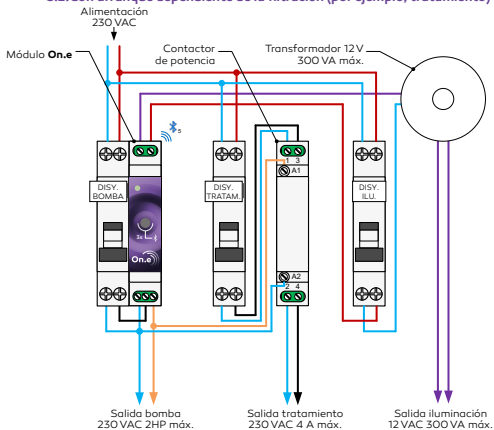 Alimentación
230 VAC
Módulo On.e
Contactor
de potencia
Transformador 12 V
300 VA máx.
5
1 3
A1
DISY.
BOMBA
DISY.
TRATAM.
DISY.
ILU.
3s
On.e
A2
2 4
Salida bomba
230 VAC 2HP máx.
Salida tratamiento
230 VAC 4 A máx.
Salida iluminación
12 VAC 300 VA máx.